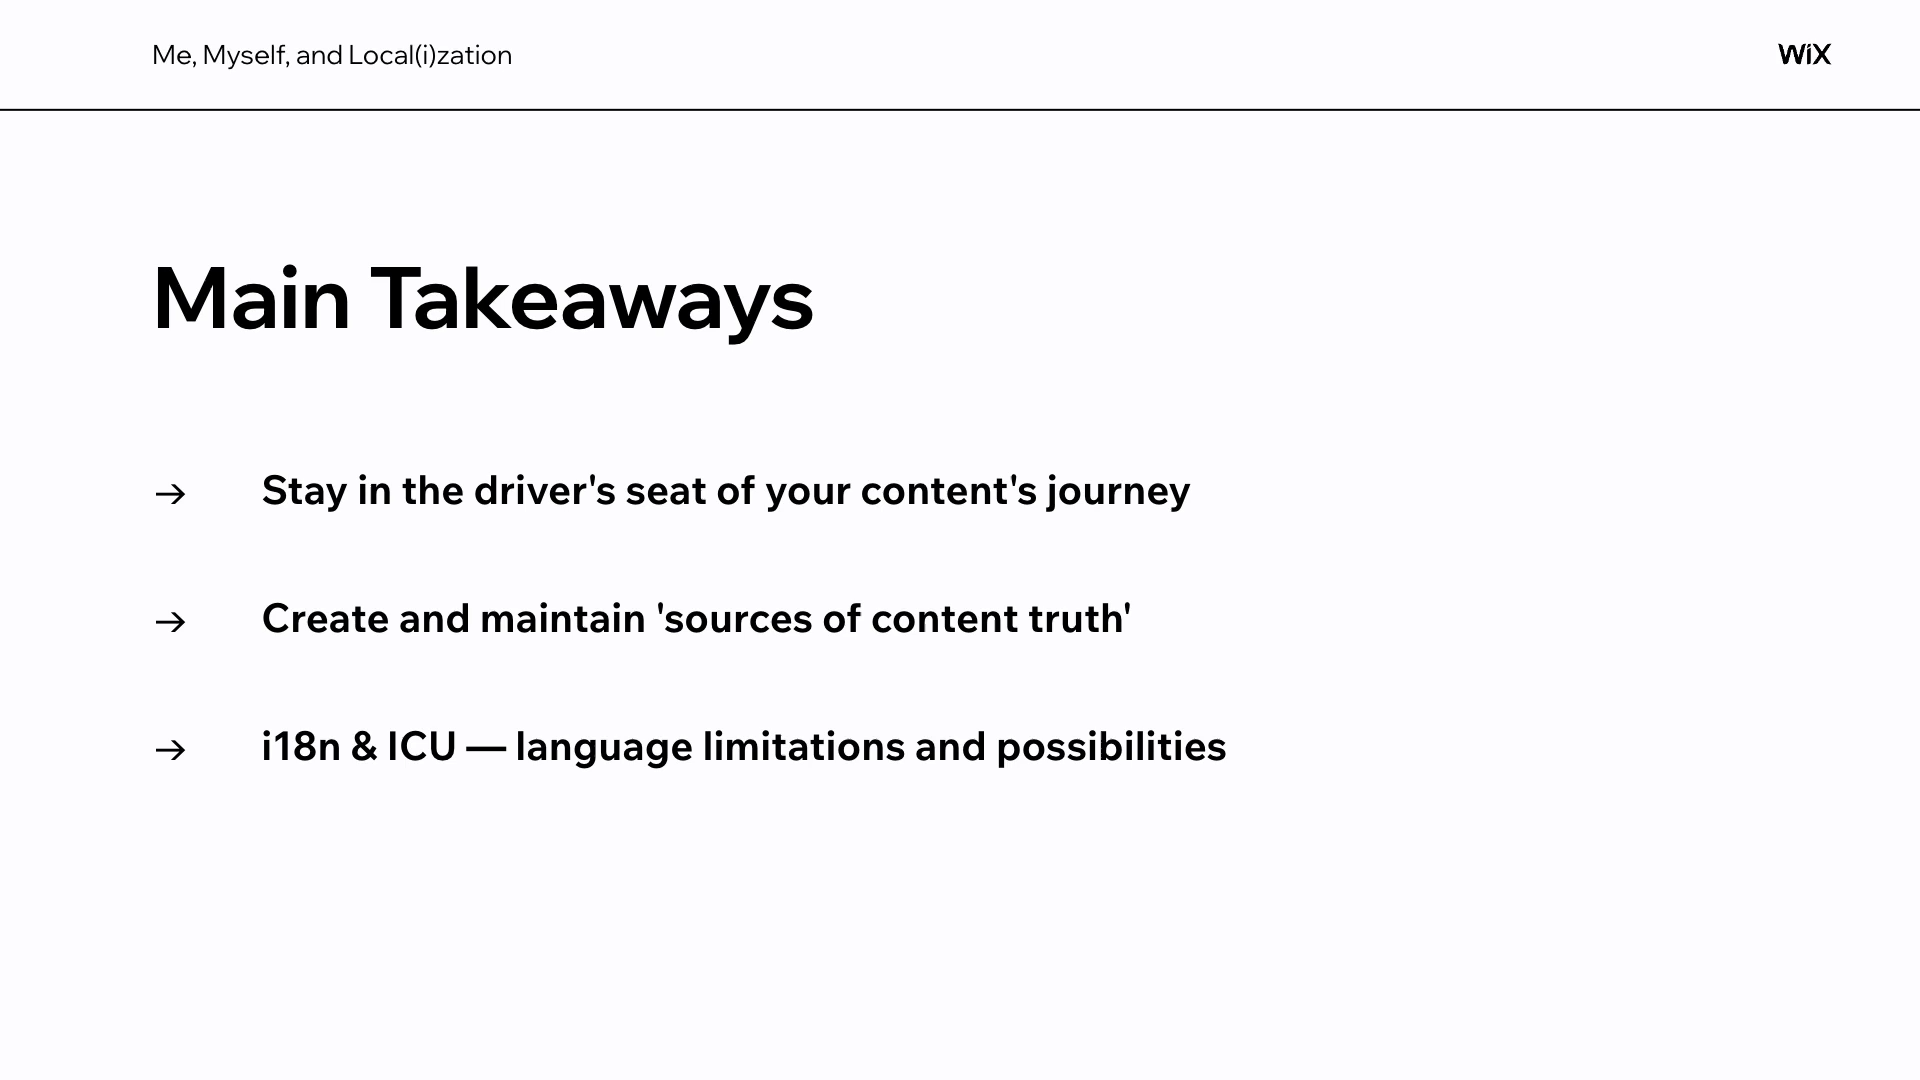 Me, Myself, and Local(i)zation
WiX
Main Takeaways
→ Stay in the driver's seat of your content's journey
→ Create and maintain 'sources of content truth'
→ i18n & ICU — language limitations and possibilities